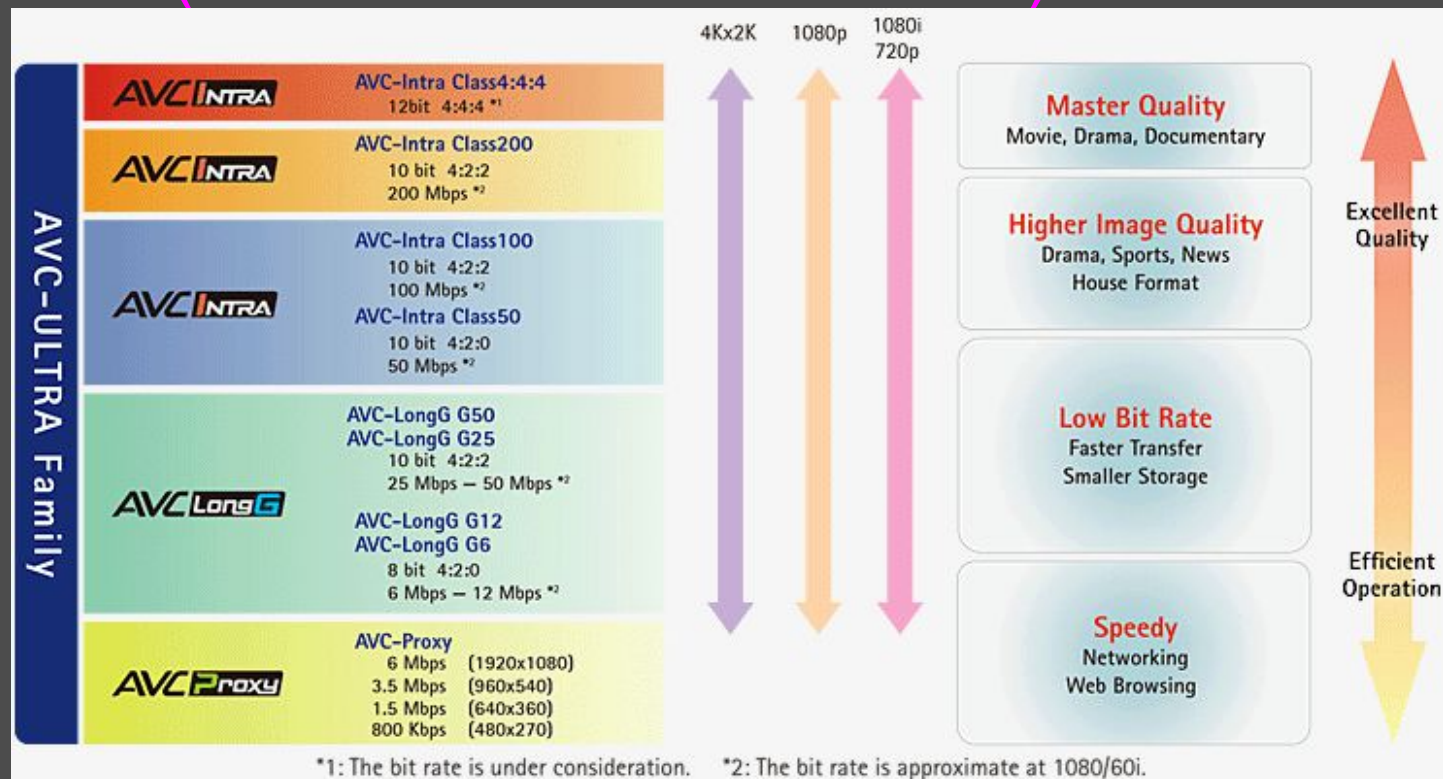 4Kx2K
1080p
1080i
720p
AVC-ULTRA Family
AVC INTRA
AVC-Intra Class4:4:4
12bit 4:4:4 *1
AVC INTRA
AVC-Intra Class200
10 bit 4:2:2
200 Mbps *2
AVC INTRA
AVC-Intra Class100
10 bit 4:2:2
100 Mbps *2
AVC-Intra Class50
10 bit 4:2:0
50 Mbps *2
AVC LongG
AVC-LongG G50
AVC-LongG G25
10 bit 4:2:2
25 Mbps – 50 Mbps *2
AVC-LongG G12
AVC-LongG G6
8 bit 4:2:0
6 Mbps – 12 Mbps *2
AVC Proxy
AVC-Proxy
6 Mbps (1920x1080)
3.5 Mbps (960x540)
1.5 Mbps (640x360)
800 Kbps (480x270)
Master Quality
Movie, Drama, Documentary
Higher Image Quality
Drama, Sports, News
House Format
Low Bit Rate
Faster Transfer
Smaller Storage
Speedy
Networking
Web Browsing
Excellent
Quality
Efficient
Operation
*1: The bit rate is under consideration. *2: The bit rate is approximate at 1080/60i.